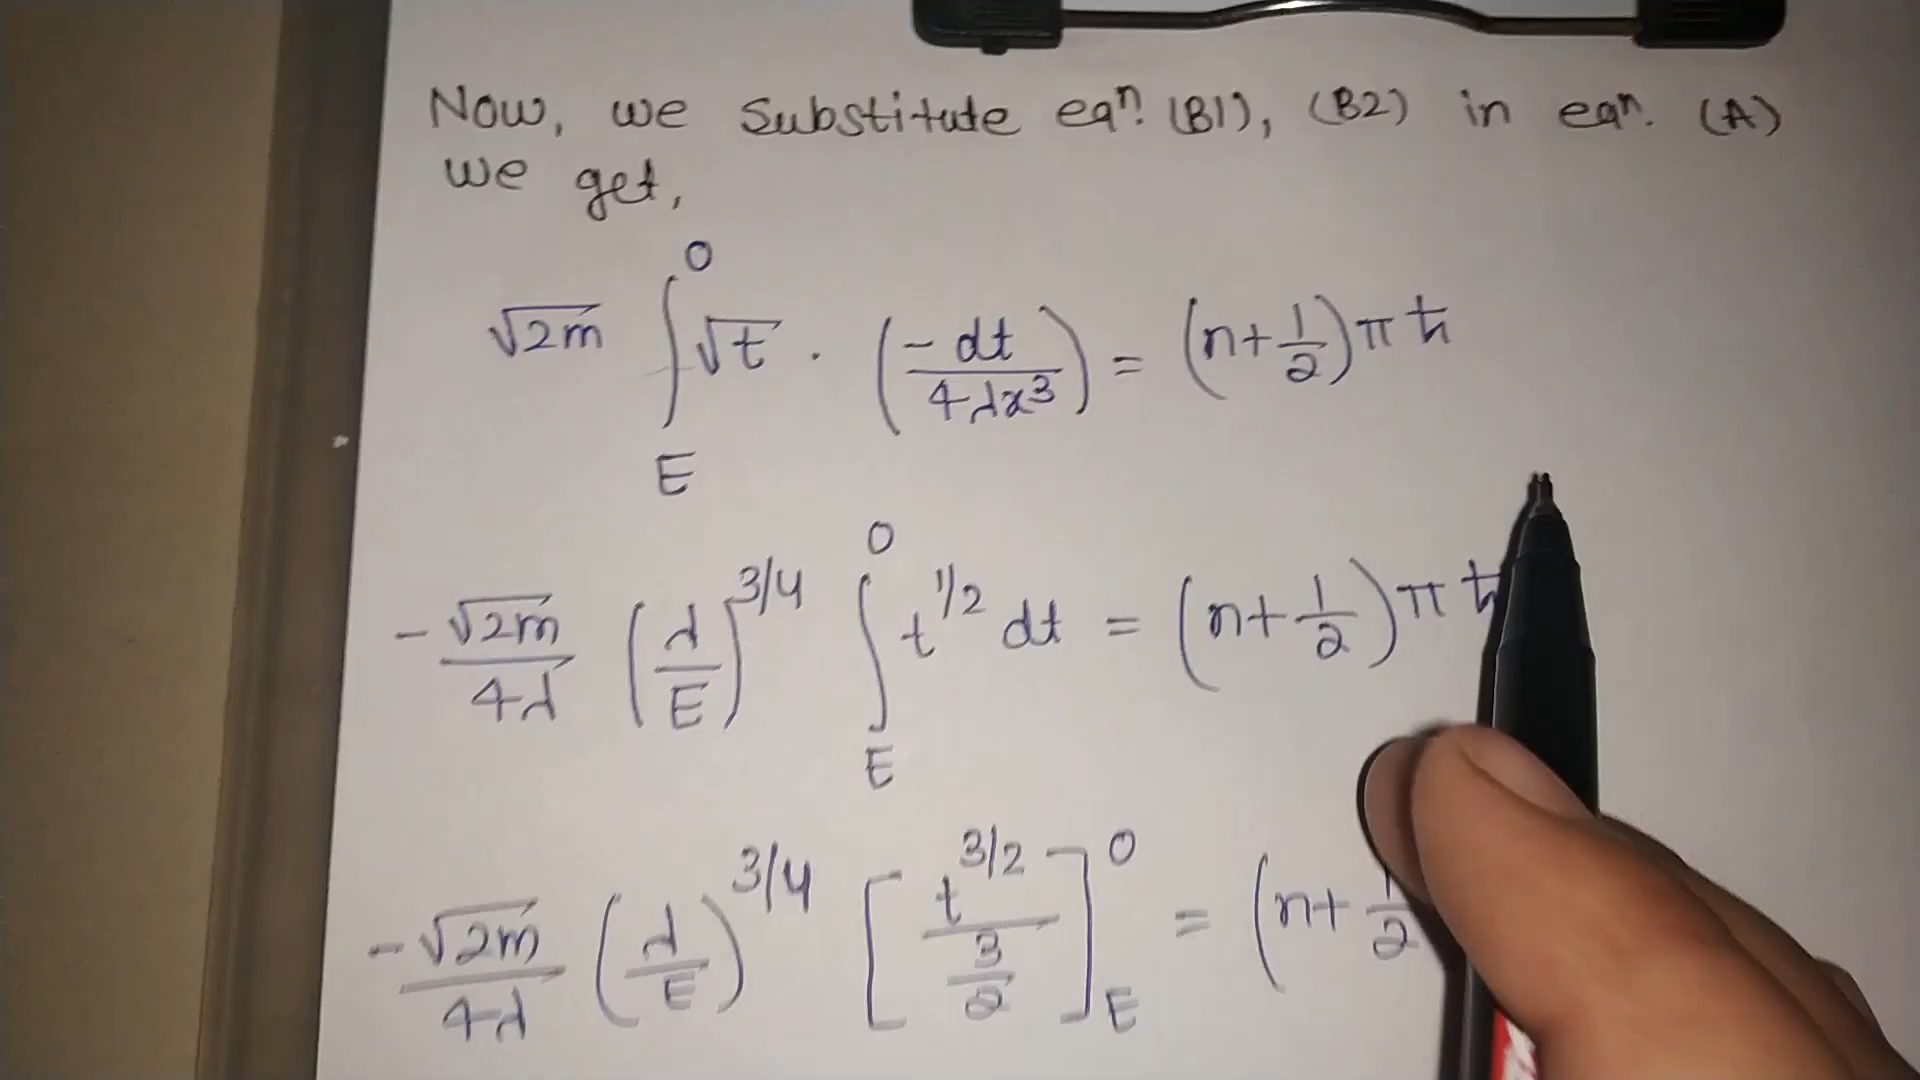 Now, we substitute eqn. (B1), (B2) in eqn. (A)
we get,
√2m ∫_E^0 √t · (-dt / 4λx³) = (n + 1/2) π ħ
- √2m / 4λ (λ/E)^3/4 ∫_E^0 t^1/2 dt = (n + 1/2) π ħ
- √2m / 4λ (λ/E)^3/4 [t^3/2 / 3/2]_E^0 = (n + 1/2